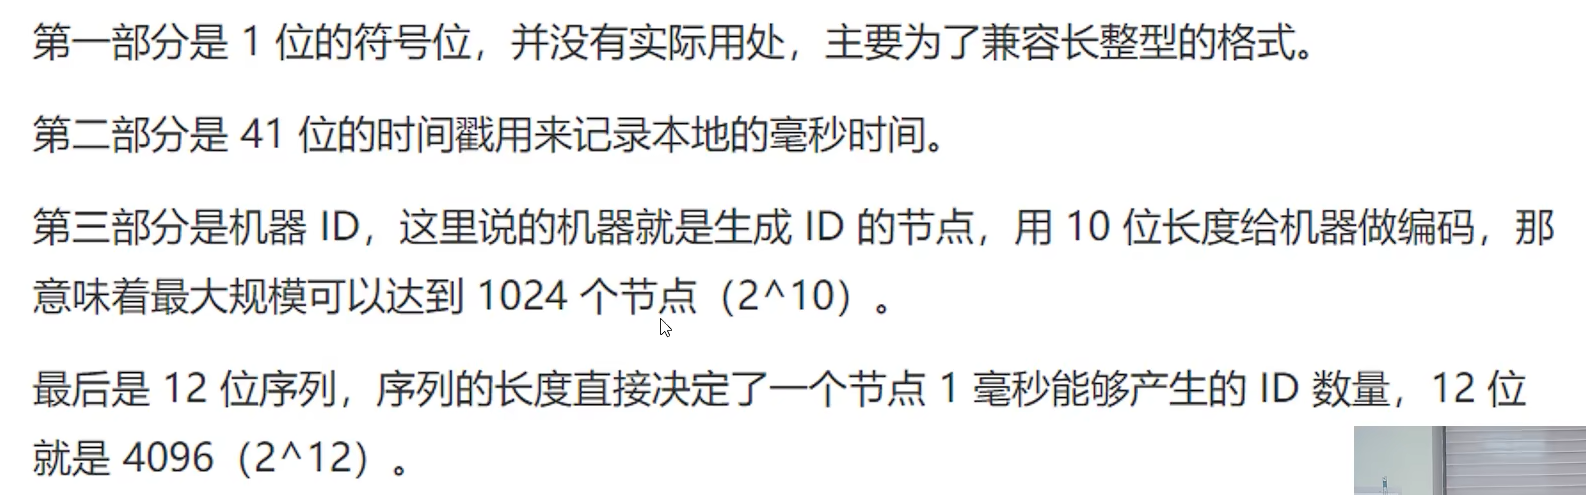 第一部分是 1 位的符号位，并没有实际用处，主要为了兼容长整型的格式。
第二部分是 41 位的时间戳用来记录本地的毫秒时间。
第三部分是机器 ID，这里说的机器就是生成 ID 的节点，用 10 位长度给机器做编码，那
意味着最大规模可以达到 1024 个节点（2^10）。
最后是 12 位序列，序列的长度直接决定了一个节点 1 毫秒能够产生的 ID 数量，12 位
就是 4096（2^12）。